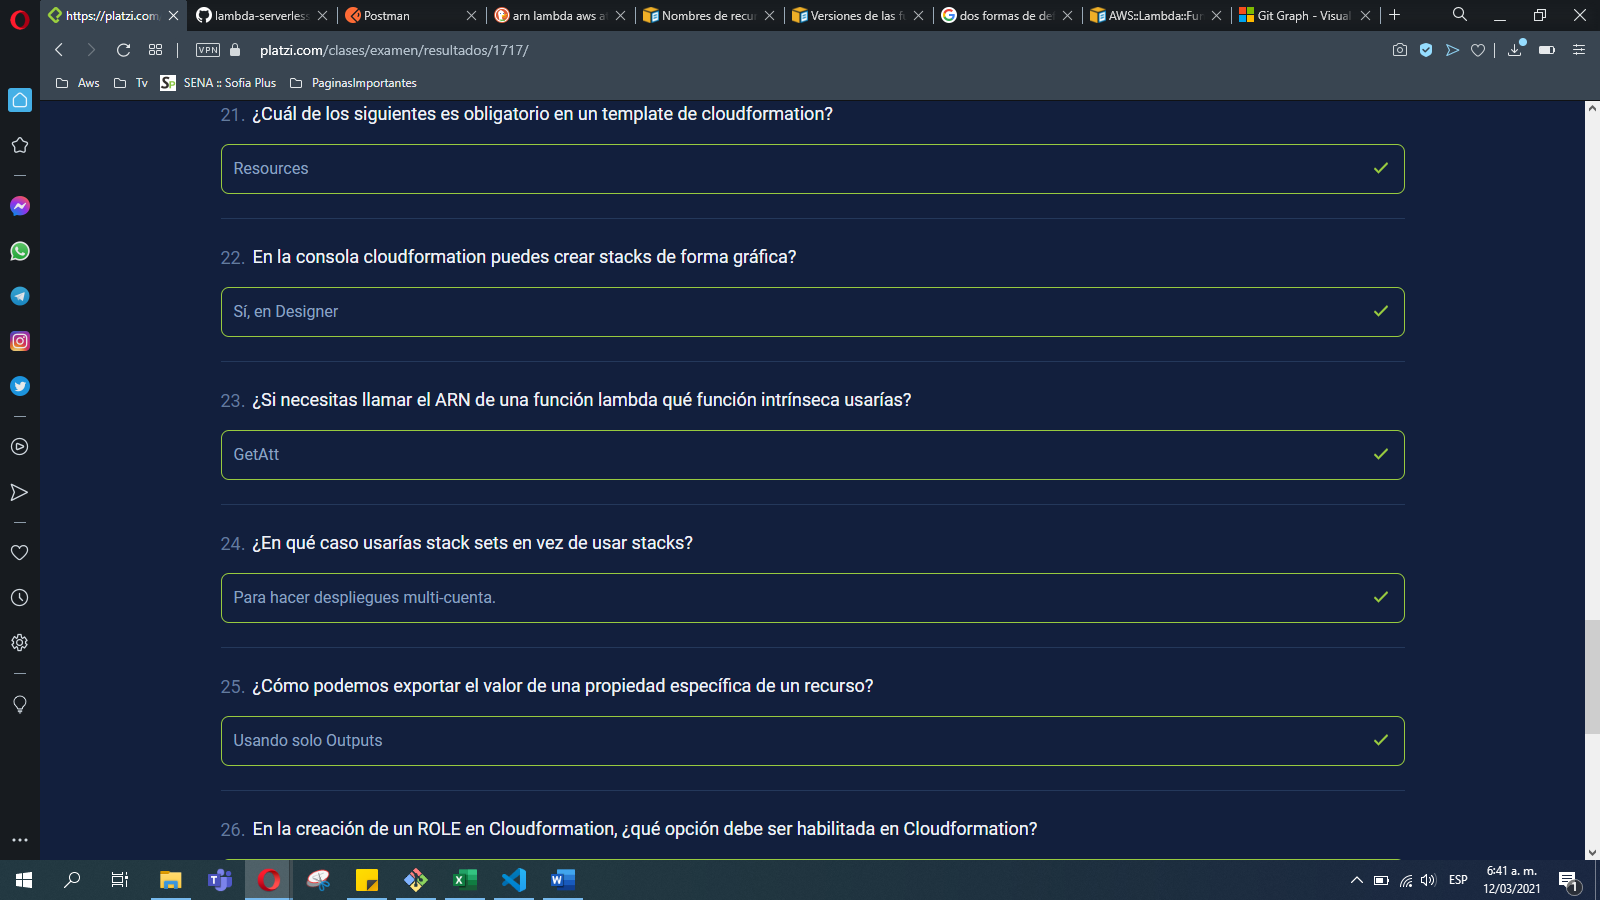 https://platzi.com
lambda-serverless
Postman
arn lambda aws
Nombres de recur
Versiones de las
dos formas de de
AWS::Lambda::Fu
Git Graph - Visual
VPN
platzi.com/clases/examen/resultados/1717/
Aws
Tv
Sp
SENA :: Sofia Plus
PaginasImportantes
21. ¿Cuál de los siguientes es obligatorio en un template de cloudformation?
Resources
22. En la consola cloudformation puedes crear stacks de forma gráfica?
Sí, en Designer
23. ¿Si necesitas llamar el ARN de una función lambda qué función intrínseca usarías?
GetAtt
24. ¿En qué caso usarías stack sets en vez de usar stacks?
Para hacer despliegues multi-cuenta.
25. ¿Cómo podemos exportar el valor de una propiedad específica de un recurso?
Usando solo Outputs
26. En la creación de un ROLE en Cloudformation, ¿qué opción debe ser habilitada en Cloudformation?
ESP
6:41 a. m.
12/03/2021
1